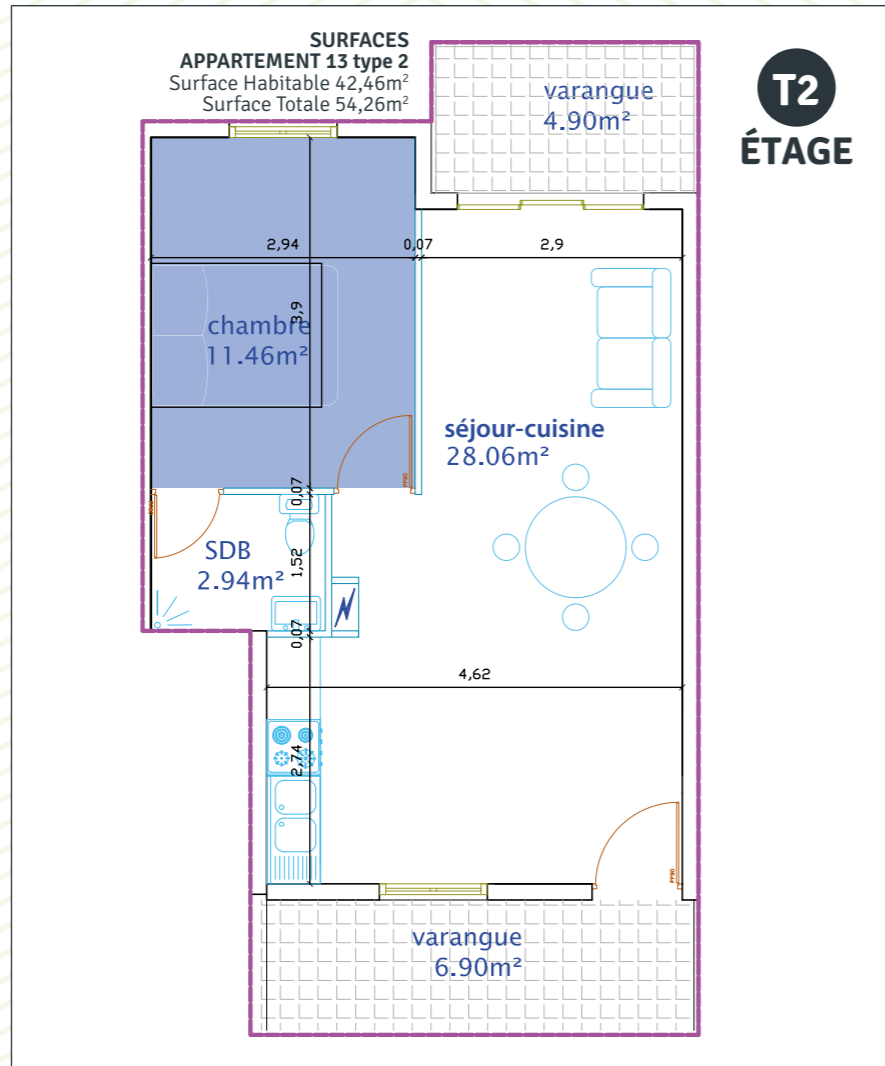 SURFACES
APPARTEMENT 13 type 2
Surface Habitable 42,46m²
Surface Totale 54,26m²
T2
ÉTAGE
varangue
4.90m²
2,94
0,07
2,9
3,9
chambre
11.46m²
séjour-cuisine
28.06m²
PP90
0,07
SDB
2.94m²
1,52
0,07
4,62
2,74
PP90
varangue
6.90m²